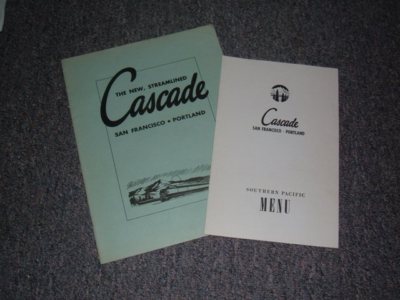 THE NEW, STREAMLINED
Cascade
SAN FRANCISCO • PORTLAND
Cascade
SAN FRANCISCO - PORTLAND
SOUTHERN PACIFIC
MENU